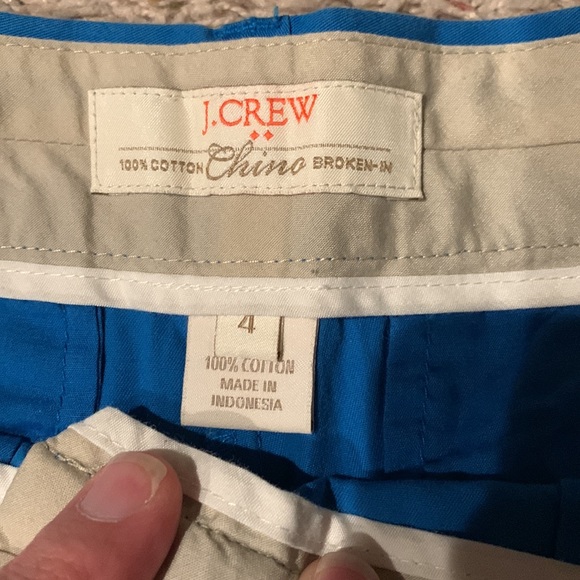 J.CREW
100% COTTON Chino BROKEN-IN
4
100% COTTON
MADE IN
INDONESIA